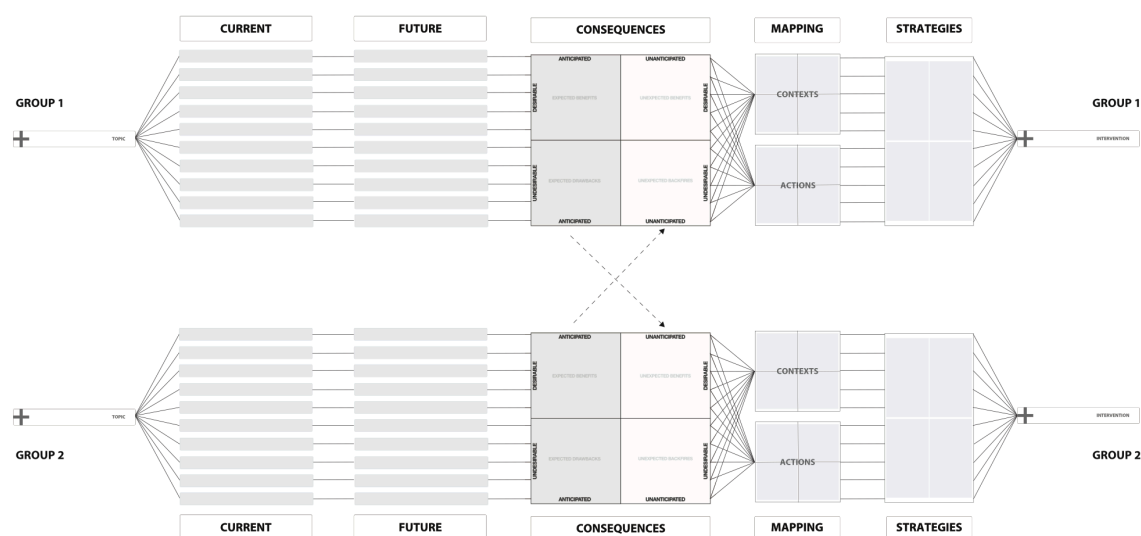 CURRENT
FUTURE
CONSEQUENCES
MAPPING
STRATEGIES
GROUP 1
TOPIC
ANTICIPATED
UNANTICIPATED
DESIRABLE
EXPECTED BENEFITS
UNEXPECTED BENEFITS
DESIRABLE
UNDESIRABLE
EXPECTED DRAWBACKS
UNEXPECTED BACKFIRES
UNDESIRABLE
ANTICIPATED
UNANTICIPATED
CONTEXTS
ACTIONS
GROUP 1
INTERVENTION
ANTICIPATED
UNANTICIPATED
DESIRABLE
EXPECTED BENEFITS
UNEXPECTED BENEFITS
DESIRABLE
UNDESIRABLE
EXPECTED DRAWBACKS
UNEXPECTED BACKFIRES
UNDESIRABLE
ANTICIPATED
UNANTICIPATED
CONTEXTS
ACTIONS
TOPIC
GROUP 2
INTERVENTION
GROUP 2
CURRENT
FUTURE
CONSEQUENCES
MAPPING
STRATEGIES